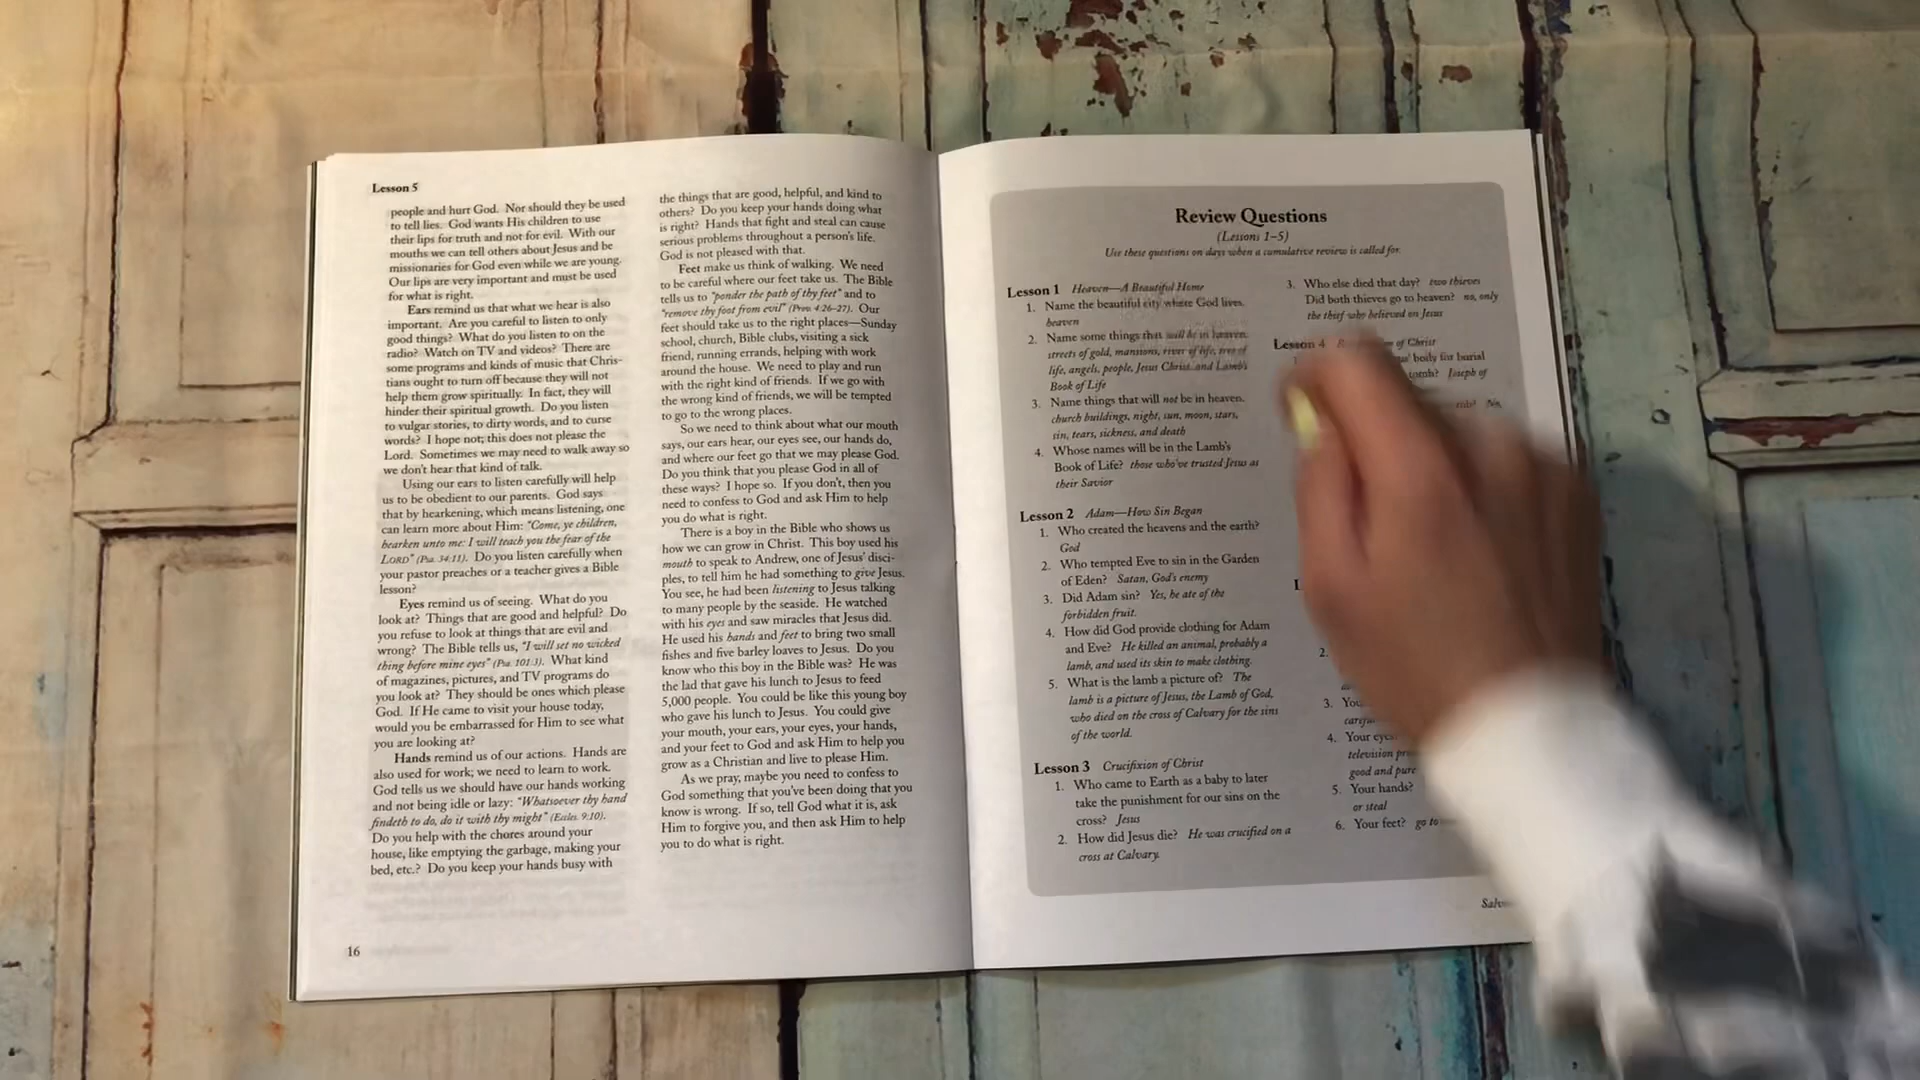 Lesson 5
people and hurt God. Nor should they be used
to tell lies. God wants His children to use
their lips for truth and not for evil. With our
mouths we can tell others about Jesus and be
missionaries for God even while we are young.
Our lips are very important and must be used
for what is right.
Ears remind us that what we hear is also
important. Are you careful to listen to only
good things? What do you listen to on the
radio? Watch on TV and videos? There are
some programs and kinds of music that Chris-
tians ought to turn off because they will not
help them grow spiritually. In fact, they will
hinder their spiritual growth. Do you listen
to vulgar stories, to dirty words, and to curse
words? I hope not; this does not please the
Lord. Sometimes we may need to walk away so
we don't hear that kind of talk.
Using our ears to listen carefully will help
us to be obedient to our parents. God says
that by hearkening, which means listening, one
can learn more about Him: "Come, ye children,
hearken unto me: I will teach you the fear of the
LORD" (Psa. 34:11). Do you listen carefully when
your pastor preaches or a teacher gives a Bible
lesson?
Eyes remind us of seeing. What do you
look at? Things that are good and helpful? Do
you refuse to look at things that are evil and
wrong? The Bible tells us, "I will set no wicked
thing before mine eyes" (Psa. 101:3). What kind
of magazines, pictures, and TV programs do
you look at? They should be ones which please
God. If He came to visit your house today,
would you be embarrassed for Him to see what
you are looking at?
Hands remind us of our actions. Hands are
also used for work; we need to learn to work.
God tells us we should have our hands working
and not being idle or lazy: "Whatsoever thy hand
findeth to do, do it with thy might" (Eccles. 9:10).
Do you help with the chores around your
house, like emptying the garbage, making your
bed, etc.? Do you keep your hands busy with
16
the things that are good, helpful, and kind to
others? Do you keep your hands doing what
is right? Hands that fight and steal can cause
serious problems throughout a person's life.
God is not pleased with that.
Feet make us think of walking. We need
to be careful where our feet take us. The Bible
tells us to "ponder the path of thy feet" and to
"remove thy foot from evil" (Prov. 4:26–27). Our
feet should take us to the right places—Sunday
school, church, Bible clubs, visiting a sick
friend, running errands, helping with work
around the house. We need to play and run
with the right kind of friends. If we go with
the wrong kind of friends, we will be tempted
to go to the wrong places.
So we need to think about what our mouth
says, our ears hear, our eyes see, our hands do,
and where our feet go that we may please God.
Do you think that you please God in all of
these ways? I hope so. If you don't, then you
need to confess to God and ask Him to help
you do what is right.
There is a boy in the Bible who shows us
how we can grow in Christ. This boy used his
mouth to speak to Andrew, one of Jesus' disci-
ples, to tell him he had something to give Jesus.
You see, he had been listening to Jesus talking
to many people by the seaside. He watched
with his eyes and saw miracles that Jesus did.
He used his hands and feet to bring two small
fishes and five barley loaves to Jesus. Do you
know who this boy in the Bible was? He was
the lad that gave his lunch to Jesus to feed
5,000 people. You could be like this young boy
who gave his lunch to Jesus. You could give
your mouth, your ears, your eyes, your hands,
and your feet to God and ask Him to help you
grow as a Christian and live to please Him.
As we pray, maybe you need to confess to
God something that you've been doing that you
know is wrong. If so, tell God what it is, ask
Him to forgive you, and then ask Him to help
you to do what is right.
Review Questions
(Lessons 1–5)
Use these questions on days when a cumulative review is called for.
Lesson 1 Heaven—A Beautiful Home
1. Name the beautiful city where God lives.
heaven
2. Name some things that will be in heaven.
streets of gold, mansions, river of life, tree of
life, angels, people, Jesus Christ, and Lamb's
Book of Life
3. Name things that will not be in heaven.
church buildings, night, sun, moon, stars,
sin, tears, sickness, and death
4. Whose names will be in the Lamb's
Book of Life? those who've trusted Jesus as
their Savior
Lesson 2 Adam—How Sin Began
1. Who created the heavens and the earth?
God
2. Who tempted Eve to sin in the Garden
of Eden? Satan, God's enemy
3. Did Adam sin? Yes, he ate of the
forbidden fruit.
4. How did God provide clothing for Adam
and Eve? He killed an animal, probably a
lamb, and used its skin to make clothing.
5. What is the lamb a picture of? The
lamb is a picture of Jesus, the Lamb of God,
who died on the cross of Calvary for the sins
of the world.
Lesson 3 Crucifixion of Christ
1. Who came to Earth as a baby to later
take the punishment for our sins on the
cross? Jesus
2. How did Jesus die? He was crucified on a
cross at Calvary.
3. Who else died that day? two thieves
Did both thieves go to heaven? no, only
the thief who believed on Jesus
Lesson 4 of Christ
body for burial
tomb? Joseph of
No,
2.
3.
4. Your eyes
television
good and pure
5. Your hands?
or steal
6. Your feet? go to